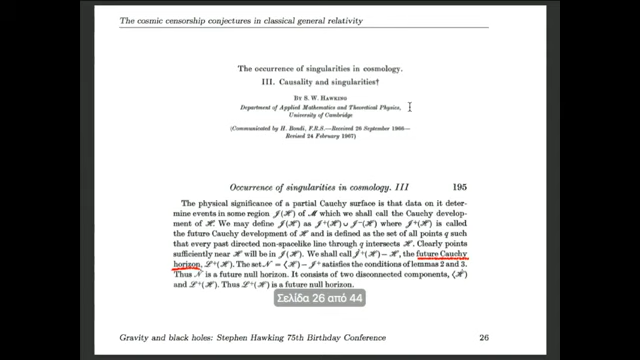 The cosmic censorship conjectures in classical general relativity
The occurrence of singularities in cosmology.
III. Causality and singularities†
By S. W. Hawking
Department of Applied Mathematics and Theoretical Physics,
University of Cambridge
(Communicated by H. Bondi, F.R.S.—Received 26 September 1966—
Revised 24 February 1967)
Occurrence of singularities in cosmology. III 195
The physical significance of a partial Cauchy surface is that data on it deter-
mine events in some region
of which we shall call the Cauchy develop-
ment of
We may define
as
where
is called
the future Cauchy development of
and is defined as the set of all points q such
that every past directed non-spacelike line through q intersects
Clearly points
sufficiently near
will be in
We shall call
the future Cauchy
horizon,
The set
satisfies the conditions of lemmas 2 and 3.
Thus
is a future null horizon. It consists of two disconnected components,
and
Thus
is a future null horizon.
Σελίδα 26 από 44
Gravity and black holes: Stephen Hawking 75th Birthday Conference 26